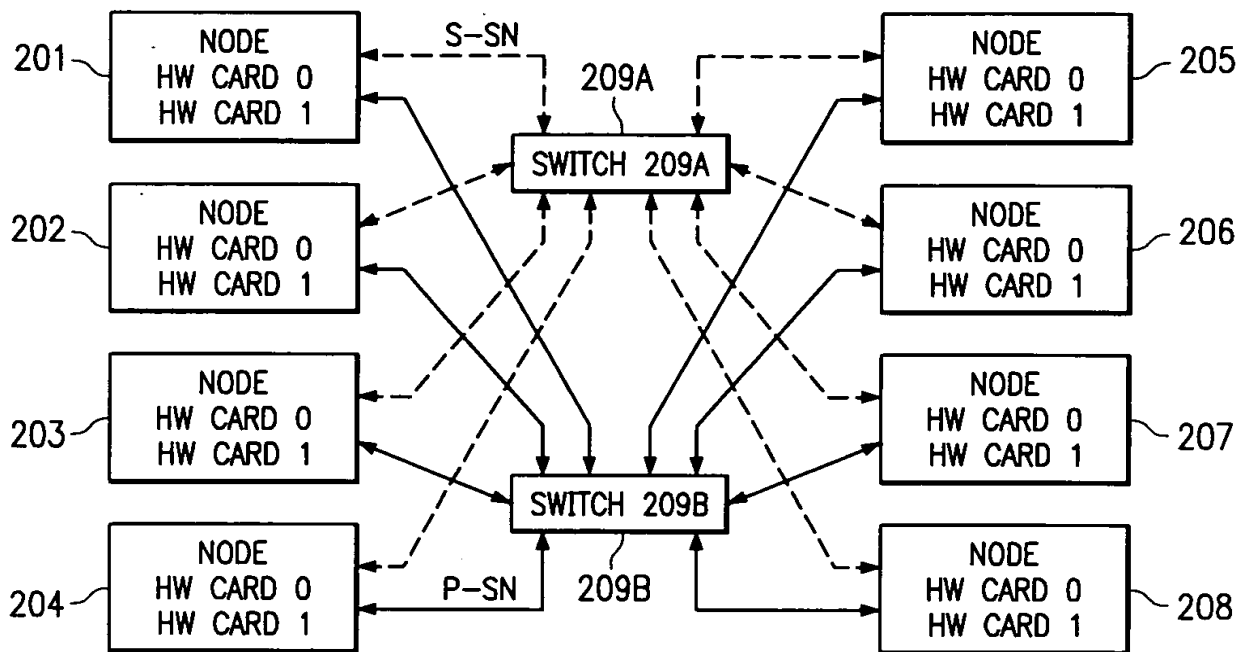 201
NODE
HW CARD 0
HW CARD 1
S-SN
209A
NODE
HW CARD 0
HW CARD 1
205
SWITCH 209A
202
NODE
HW CARD 0
HW CARD 1
NODE
HW CARD 0
HW CARD 1
206
203
NODE
HW CARD 0
HW CARD 1
NODE
HW CARD 0
HW CARD 1
207
SWITCH 209B
204
NODE
HW CARD 0
HW CARD 1
P-SN
209B
NODE
HW CARD 0
HW CARD 1
208